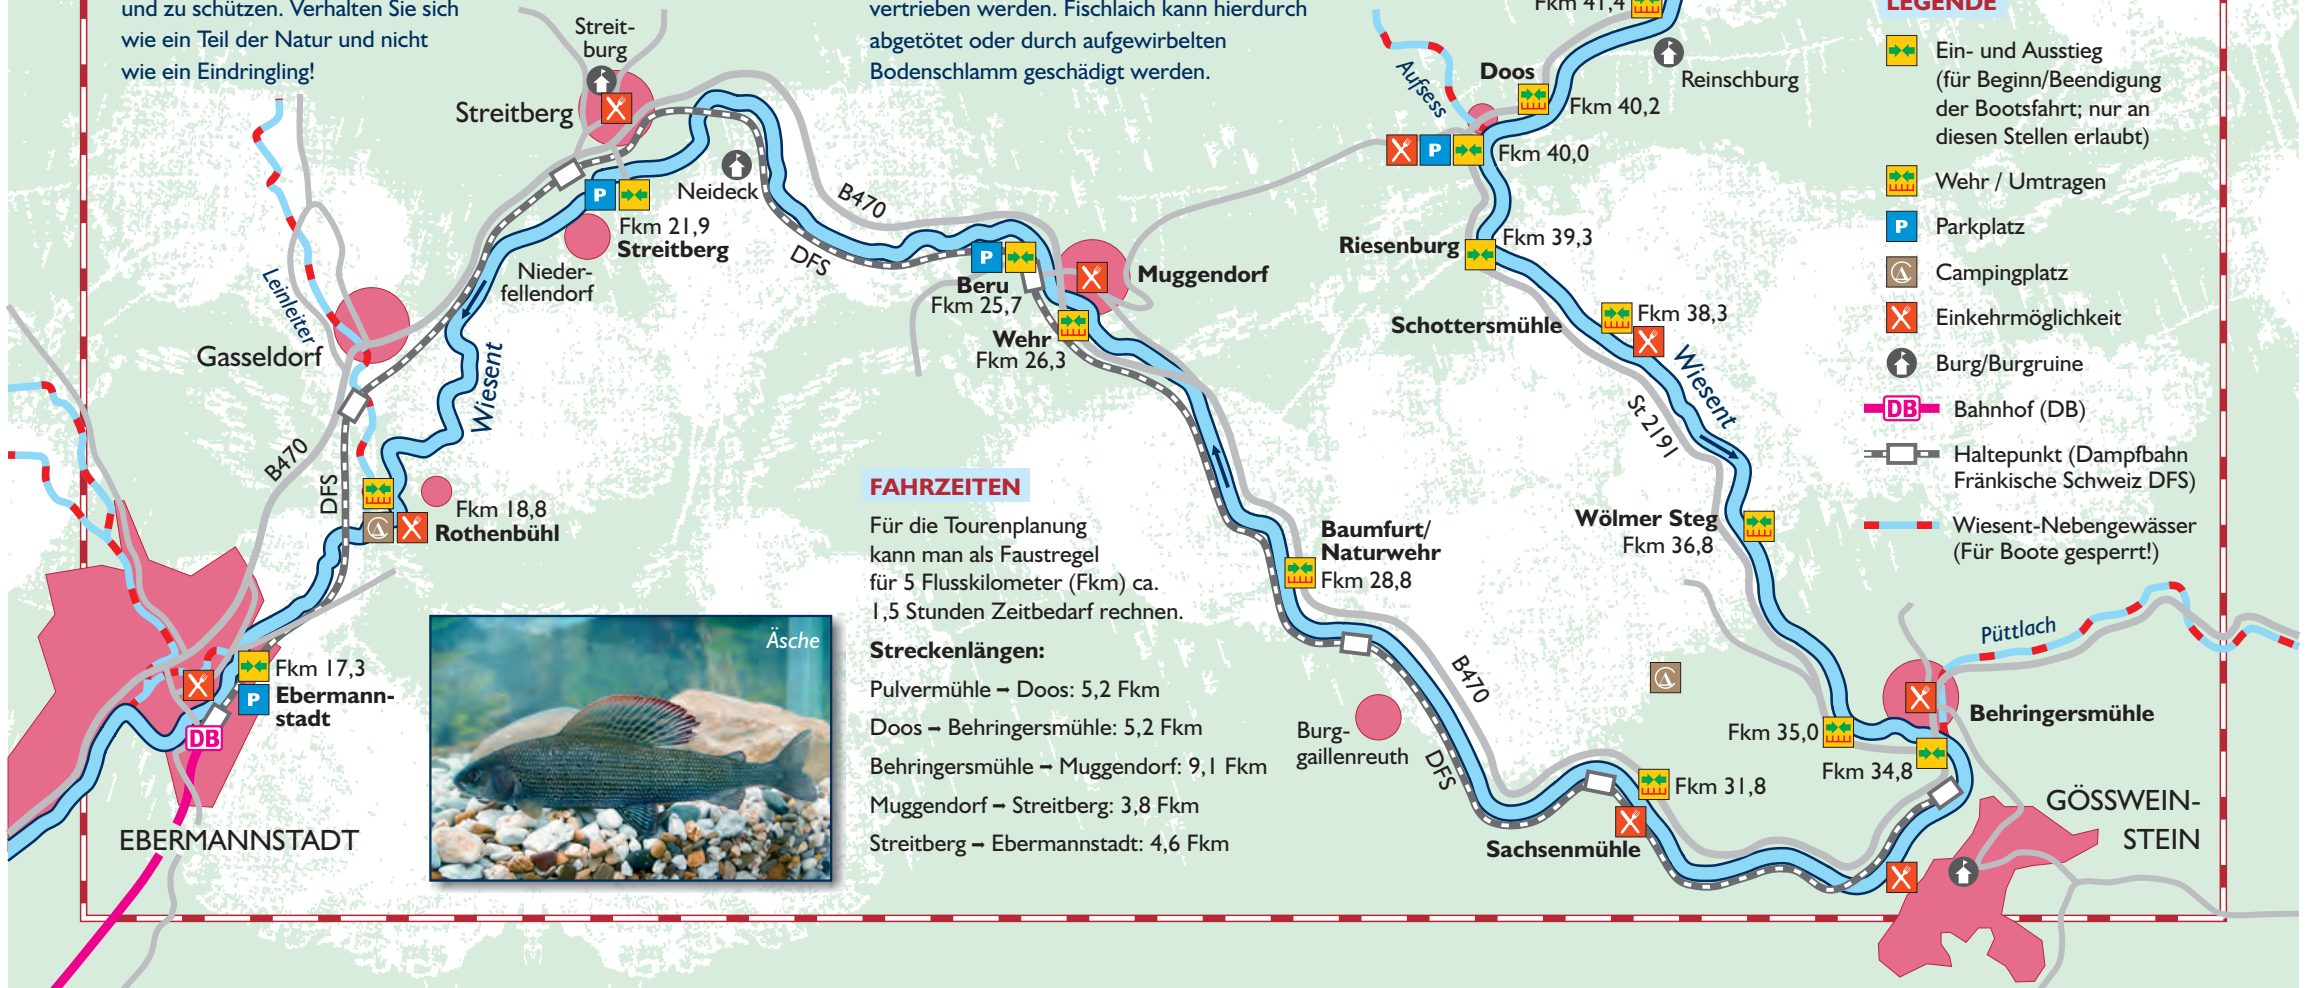 und zu schützen. Verhalten Sie sich
wie ein Teil der Natur und nicht
wie ein Eindringling!
vertrieben werden. Fischlaich kann hierdurch
abgetötet oder durch aufgewirbelten
Bodenschlamm geschädigt werden.
Streit-
burg
Streitberg
Neideck
Fkm 21,9
Streitberg
Nieder-
fellendorf
Leinleiter
Gasseldorf
Wiesent
B470
DFS
Fkm 18,8
Rothenbühl
Fkm 17,3
Ebermann-
stadt
P
DB
EBERMANNSTADT
P
B470
DFS
P
Beru
Fkm 25,7
Muggendorf
Wehr
Fkm 26,3
Äsche
FAHRZEITEN
Für die Tourenplanung
kann man als Faustregel
für 5 Flusskilometer (Fkm) ca.
1,5 Stunden Zeitbedarf rechnen.
Streckenlängen:
Pulvermühle – Doos: 5,2 Fkm
Doos – Behringersmühle: 5,2 Fkm
Behringersmühle – Muggendorf: 9,1 Fkm
Muggendorf – Streitberg: 3,8 Fkm
Streitberg – Ebermannstadt: 4,6 Fkm
Fkm 41,4
Reinschburg
Aufsess
Doos
Fkm 40,2
P
Fkm 40,0
Riesenburg
Fkm 39,3
Schottersmühle
Fkm 38,3
Wiesent
St 2191
Wölmer Steg
Fkm 36,8
Baumfurt/
Naturwehr
Fkm 28,8
B470
Burg-
gaillenreuth
DFS
Fkm 35,0
Fkm 34,8
Behringersmühle
Püttlach
Fkm 31,8
Sachsenmühle
GÖSSWEIN-
STEIN
LEGENDE
Ein- und Ausstieg
(für Beginn/Beendigung
der Bootsfahrt; nur an
diesen Stellen erlaubt)
Wehr / Umtragen
P Parkplatz
Campingplatz
Einkehrmöglichkeit
Burg/Burgruine
DB Bahnhof (DB)
Haltepunkt (Dampfbahn
Fränkische Schweiz DFS)
Wiesent-Nebengewässer
(Für Boote gesperrt!)